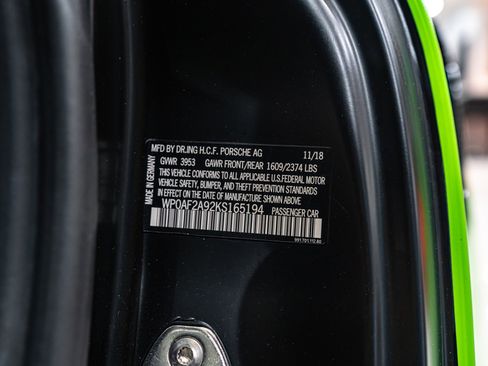 MADE IN GERMANY
MFD BY DR.ING H.C.F. PORSCHE AG 11/18
GVWR 3953 GAWR FRONT/REAR 1609/2374 LBS
THIS VEHICLE CONFORMS TO ALL
APPLICABLE U.S.FEDERAL MOTOR
VEHICLE SAFETY, BUMPER, AND THEFT PREVENTION STANDARDS
IN EFFECT ON THE DATE OF MANUFACTURE SHOWN ABOVE
WP0AF2A92KS165194 PASSENGER CAR